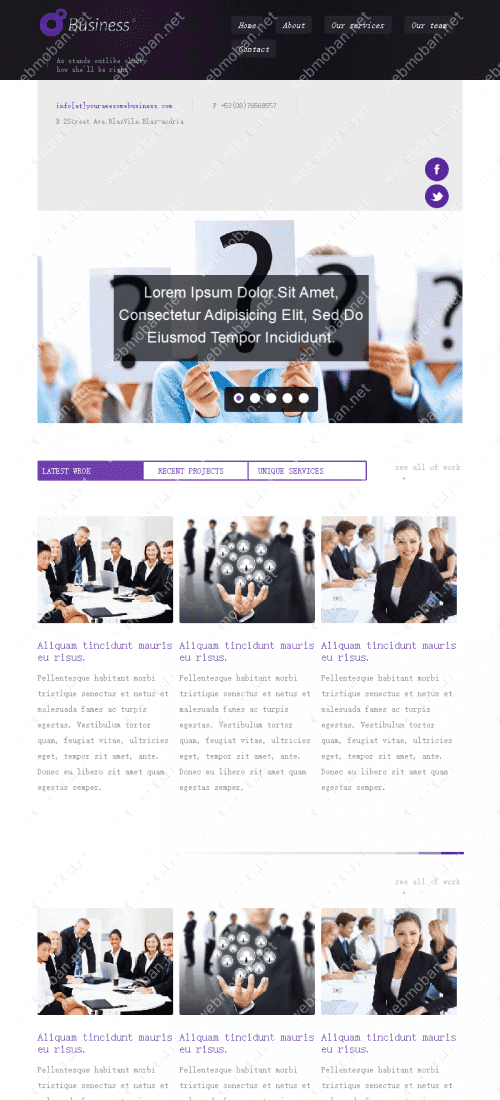 Business
Home
About
Our services
Our team
Contact
As stands outlike chitty
how she'll be right
info[at]yourawesomebusiness.com
P +53(08)76568557
B 2Street Ave,BlasVile,Blaz-andria
Lorem Ipsum Dolor Sit Amet,
Consectetur Adipisicing Elit, Sed Do
Eiusmod Tempor Incididunt.
LATEST WROK
RECENT PROJECTS
UNIQUE SERVICES
see all of work
Aliquam tincidunt mauris
eu risus.
Pellentesque habitant morbi
tristique senectus et netus et
malesuada fames ac turpis
egestas. Vestibulum tortor
quam, feugiat vitae, ultricies
eget, tempor sit amet, ante.
Donec eu libero sit amet quam
egestas semper.
Aliquam tincidunt mauris
eu risus.
Pellentesque habitant morbi
tristique senectus et netus et
malesuada fames ac turpis
egestas. Vestibulum tortor
quam, feugiat vitae, ultricies
eget, tempor sit amet, ante.
Donec eu libero sit amet quam
egestas semper.
Aliquam tincidunt mauris
eu risus.
Pellentesque habitant morbi
tristique senectus et netus et
malesuada fames ac turpis
egestas. Vestibulum tortor
quam, feugiat vitae, ultricies
eget, tempor sit amet, ante.
Donec eu libero sit amet quam
egestas semper.
see all of work
Aliquam tincidunt mauris
eu risus.
Pellentesque habitant morbi
tristique senectus et netus et
Aliquam tincidunt mauris
eu risus.
Pellentesque habitant morbi
tristique senectus et netus et
Aliquam tincidunt mauris
eu risus.
Pellentesque habitant morbi
tristique senectus et netus et
webmoban.net